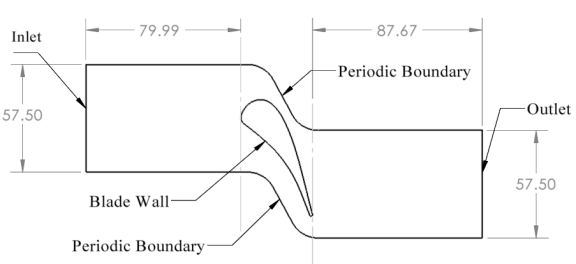 79.99
87.67
Inlet
Periodic Boundary
Outlet
57.50
57.50
Blade Wall
Periodic Boundary